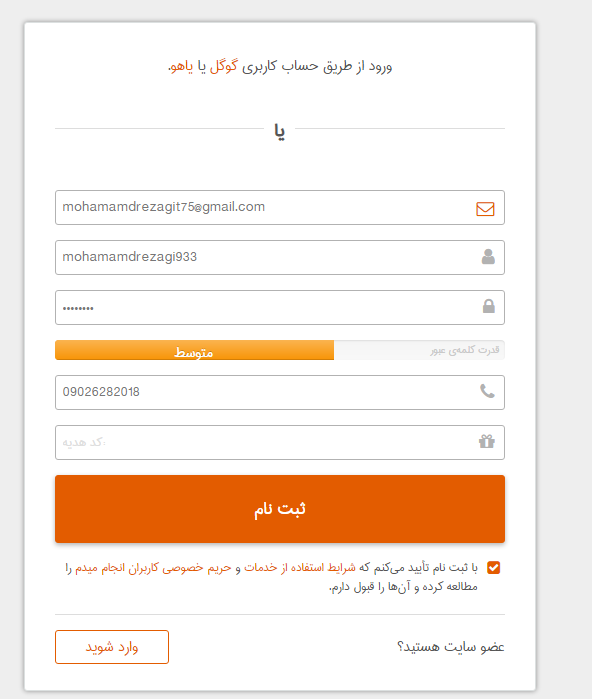 ورود از طریق حساب کاربری گوگل یا یاهو.
یا
mohamamdrezagit75@gmail.com
mohamamdrezagi933
••••••••
قدرت کلمه‌ی عبور
متوسط
09026282018
کد هدیه
ثبت نام
با ثبت نام تأیید می‌کنم که شرایط استفاده از خدمات و حریم خصوصی کاربران انجام میدم را
مطالعه کرده و آن‌ها را قبول دارم.
عضو سایت هستید؟
وارد شوید